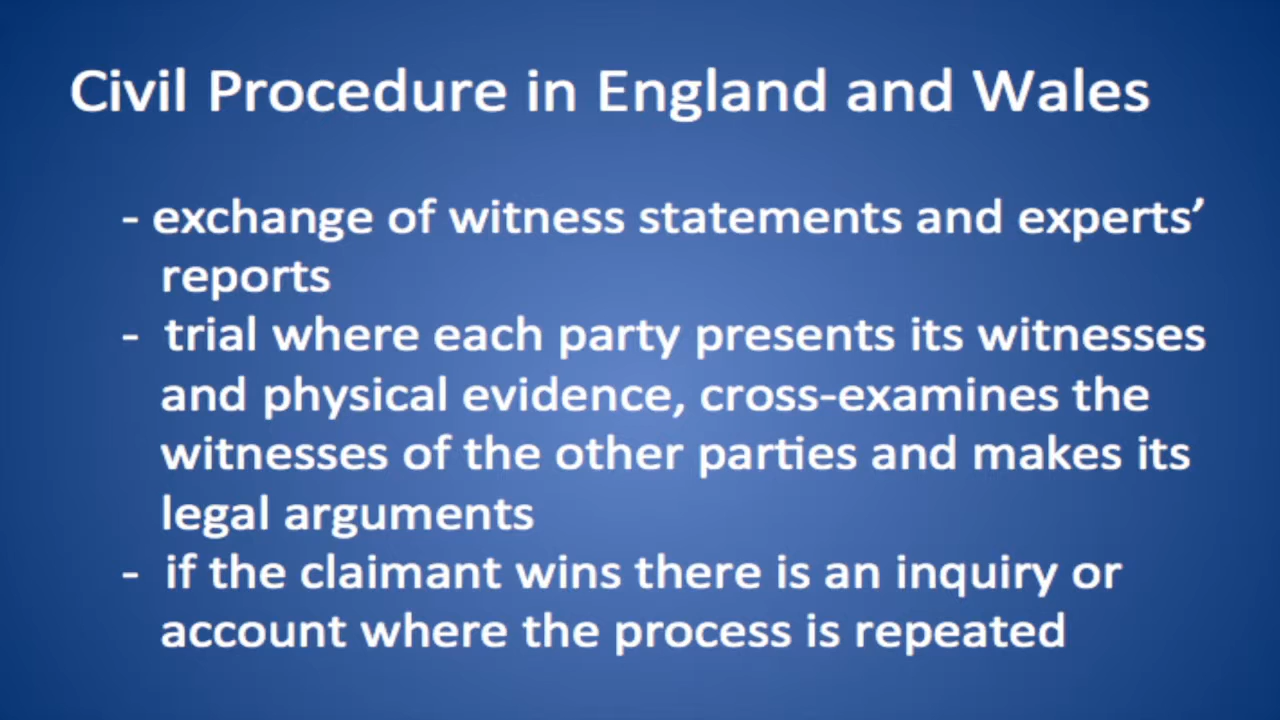 Civil Procedure in England and Wales
- exchange of witness statements and experts’
reports
- trial where each party presents its witnesses
and physical evidence, cross-examines the
witnesses of the other parties and makes its
legal arguments
- if the claimant wins there is an inquiry or
account where the process is repeated